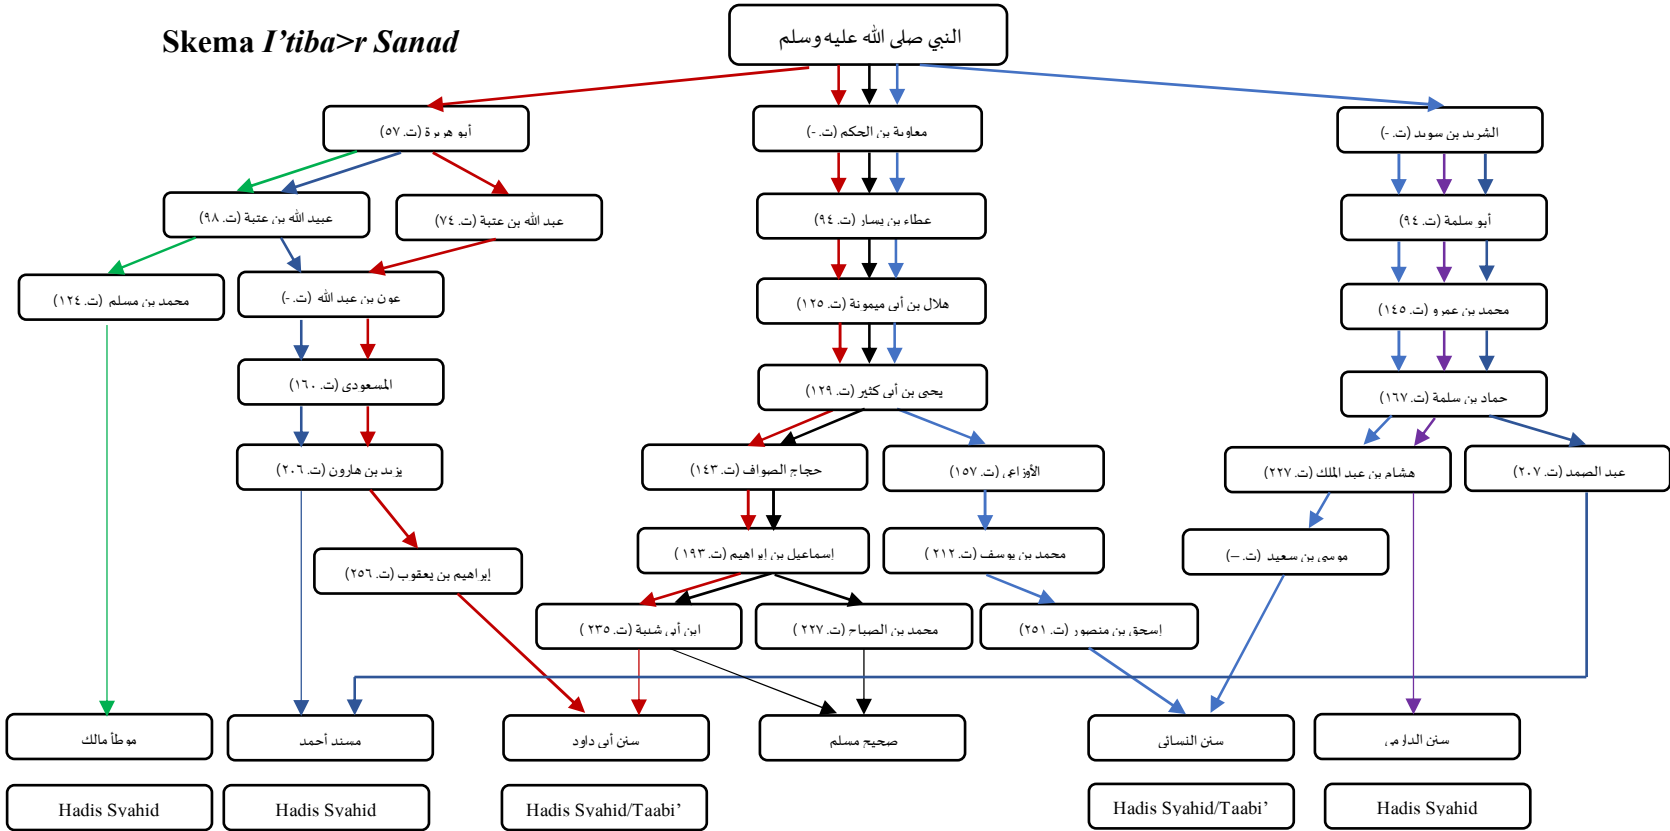 Skema I’tiba>r Sanad
النبي صلى الله عليه وسلم
أبو هريرة (ت. ٥٧)
معاوية بن الحكم (ت. -)
الشريد بن سويد (ت. -)
عبيد الله بن عتبة (ت. ٩٨)
عبد الله بن عتبة (ت. ٧٤)
عطاء بن يسار (ت. ٩٤)
أبو سلمة (ت. ٩٤)
محمد بن مسلم (ت. ١٢٤)
عون بن عبد الله (ت. -)
هلال بن أبي ميمونة (ت. ١٢٥)
محمد بن عمرو (ت. ١٤٥)
المسعودي (ت. ١٦٠)
يحيى بن أبي كثير (ت. ١٢٩)
حماد بن سلمة (ت. ١٦٧)
يزيد بن هارون (ت. ٢٠٦)
حجاج الصواف (ت. ١٤٣)
الأوزاعي (ت. ١٥٧)
هشام بن عبد الملك (ت. ٢٢٧)
عبد الصمد (ت. ٢٠٧)
إبراهيم بن يعقوب (ت. ٢٥٦)
إسماعيل بن إبراهيم (ت. ١٩٣ )
محمد بن يوسف (ت. ٢١٢ )
موسى بن سعيد (ت. –)
ابن أبي شيبة (ت. ٢٣٥ )
محمد بن الصباح (ت. ٢٢٧ )
إسحق بن منصور (ت. ٢٥١)
موطأ مالك
مسند أحمد
سنن أبي داود
صحيح مسلم
سنن النسائي
سنن الدارمي
Hadis Syahid
Hadis Syahid
Hadis Syahid/Taabi’
Hadis Syahid/Taabi’
Hadis Syahid